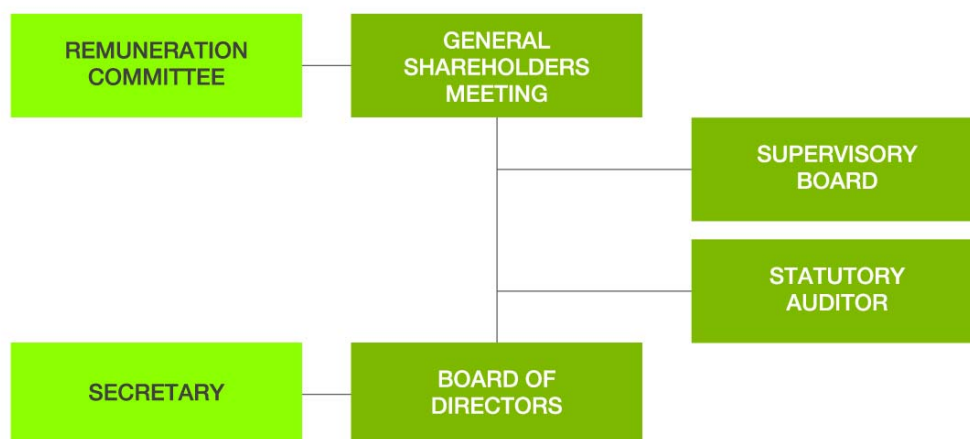 REMUNERATION
COMMITTEE
GENERAL
SHAREHOLDERS
MEETING
SUPERVISORY
BOARD
STATUTORY
AUDITOR
SECRETARY
BOARD OF
DIRECTORS